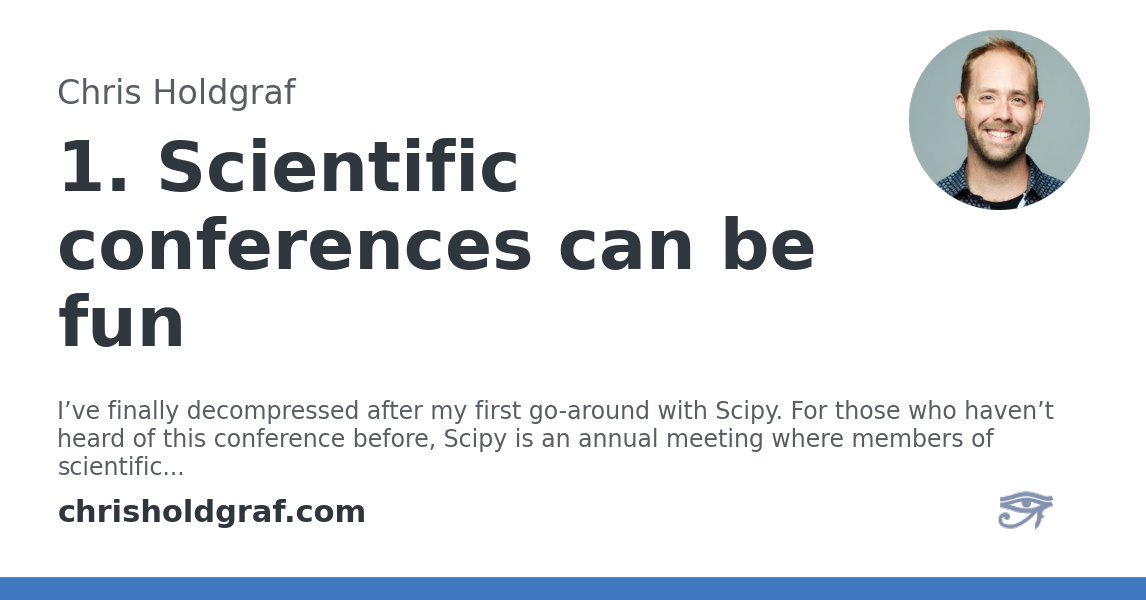 Chris Holdgraf
1. Scientific
conferences can be
fun
I’ve finally decompressed after my first go-around with Scipy. For those who haven’t
heard of this conference before, Scipy is an annual meeting where members of
scientific...
chrisholdgraf.com